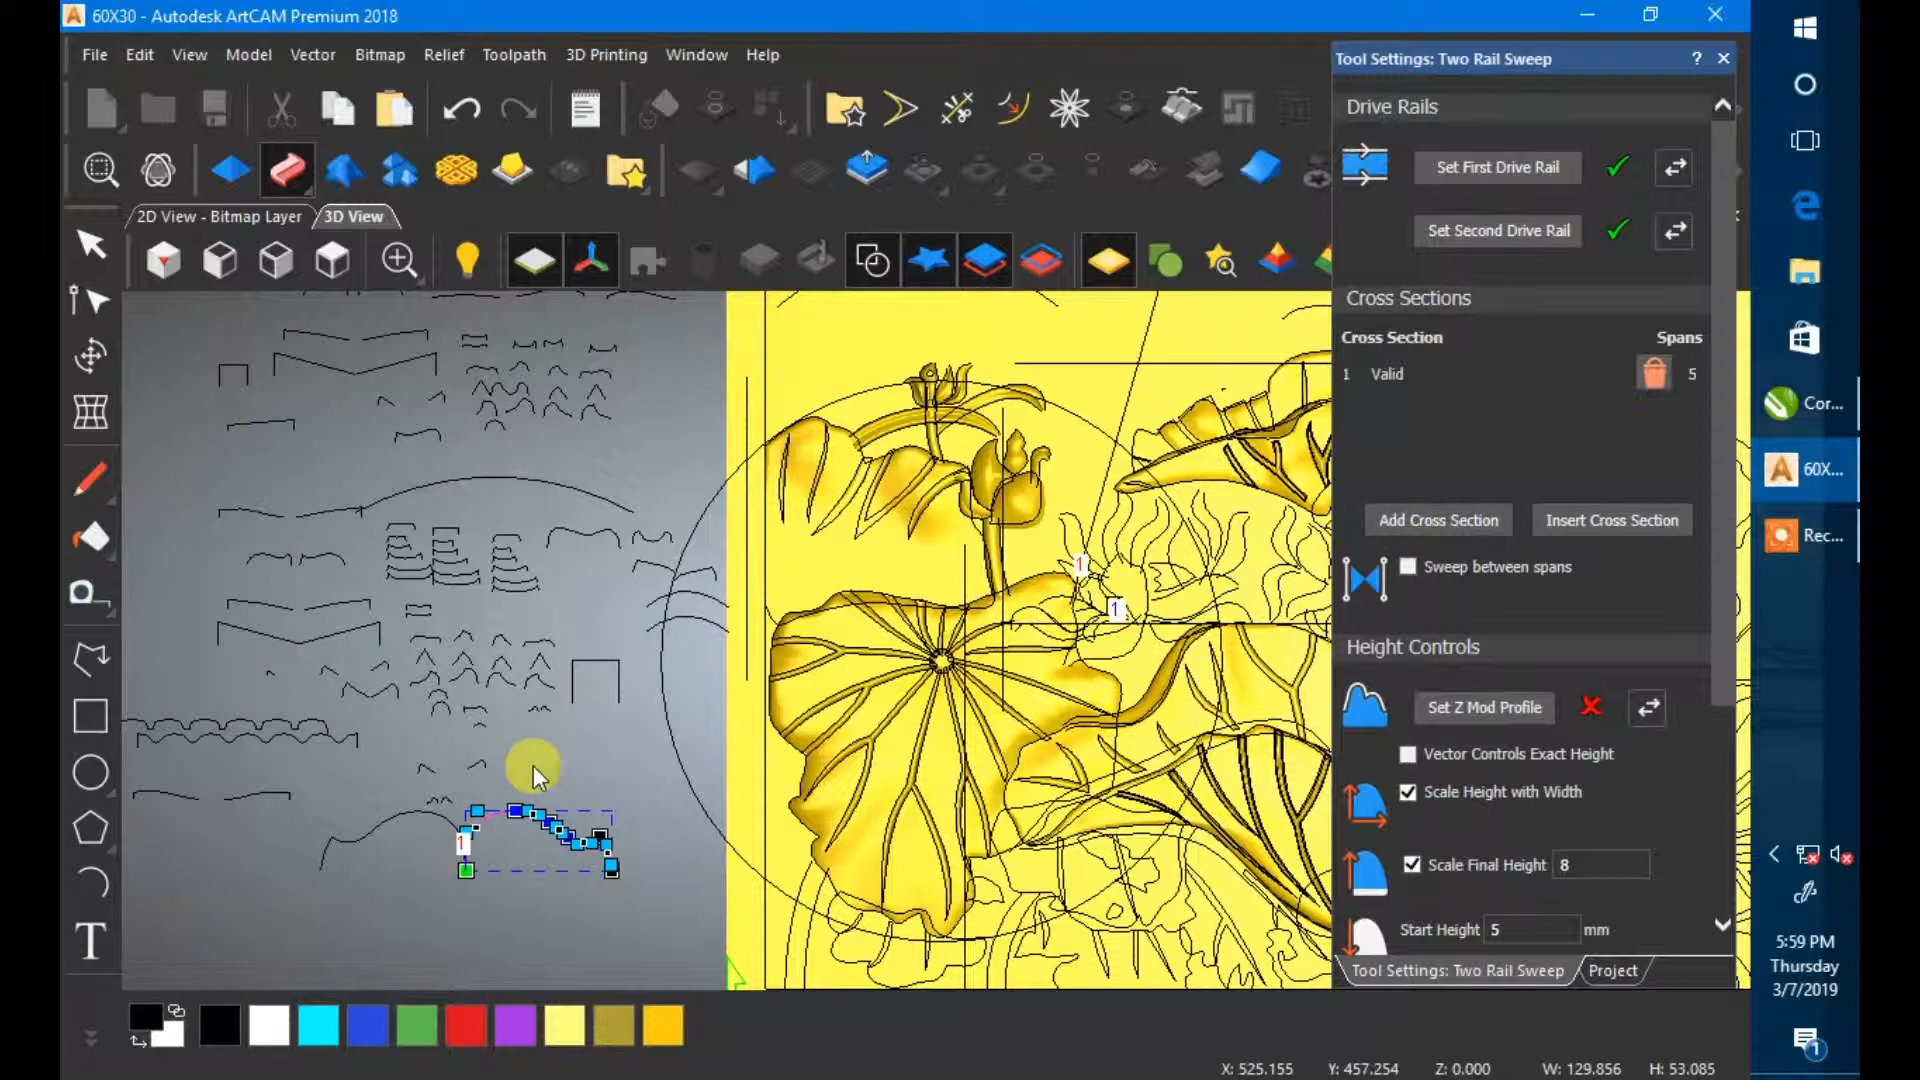 60X30 - Autodesk ArtCAM Premium 2018
File Edit View Model Vector Bitmap Relief Toolpath 3D Printing Window Help
2D View - Bitmap Layer
3D View
1
1
1
Tool Settings: Two Rail Sweep
?
Drive Rails
Set First Drive Rail
Set Second Drive Rail
Cross Sections
Cross Section Spans
1 Valid 5
Add Cross Section Insert Cross Section
Sweep between spans
Height Controls
Set Z Mod Profile
Vector Controls Exact Height
Scale Height with Width
Scale Final Height 8
Start Height 5 mm
Tool Settings: Two Rail Sweep Project
X: 525.155 Y: 457.254 Z: 0.000 W: 129.856 H: 53.085
Cor...
60X...
Rec...
5:59 PM
Thursday
3/7/2019
1